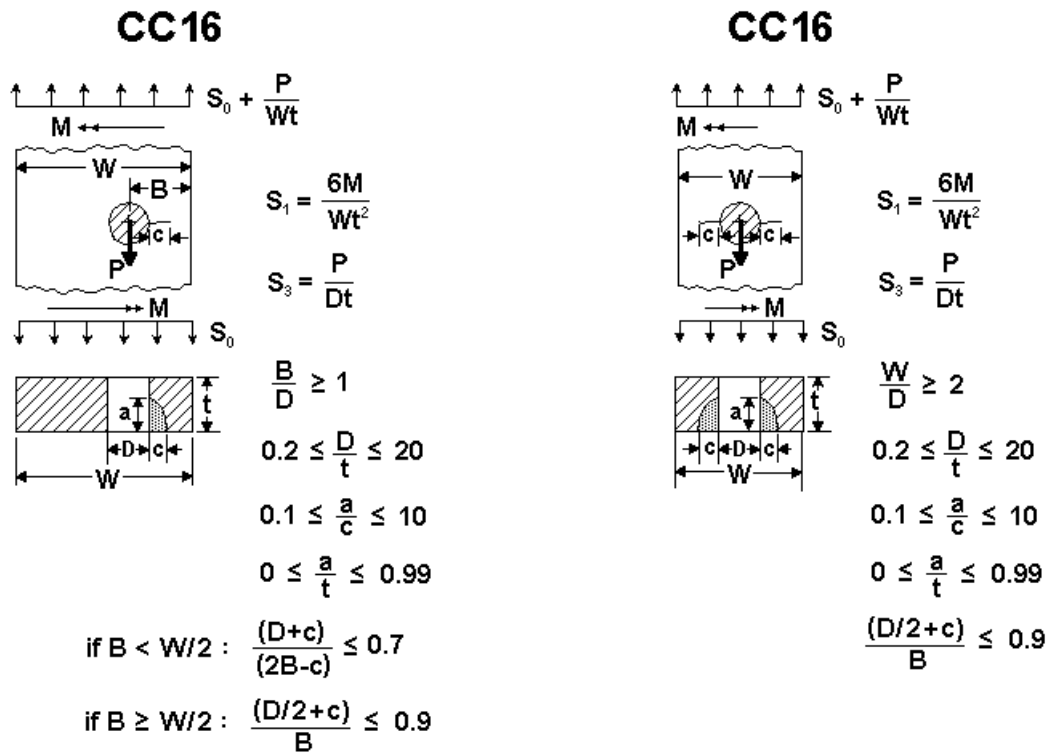 CC16
S₀ + P/Wt
M
W
B
c
P
S₁ = 6M/Wt²
S₃ = P/Dt
M
S₀
a
t
D
c
W
B/D ≥ 1
0.2 ≤ D/t ≤ 20
0.1 ≤ a/c ≤ 10
0 ≤ a/t ≤ 0.99
if B < W/2 : (D+c)/(2B-c) ≤ 0.7
if B ≥ W/2 : (D/2+c)/B ≤ 0.9
CC16
S₀ + P/Wt
M
W
c
c
P
S₁ = 6M/Wt²
S₃ = P/Dt
M
S₀
a
t
c
D
c
W
W/D ≥ 2
0.2 ≤ D/t ≤ 20
0.1 ≤ a/c ≤ 10
0 ≤ a/t ≤ 0.99
(D/2+c)/B ≤ 0.9